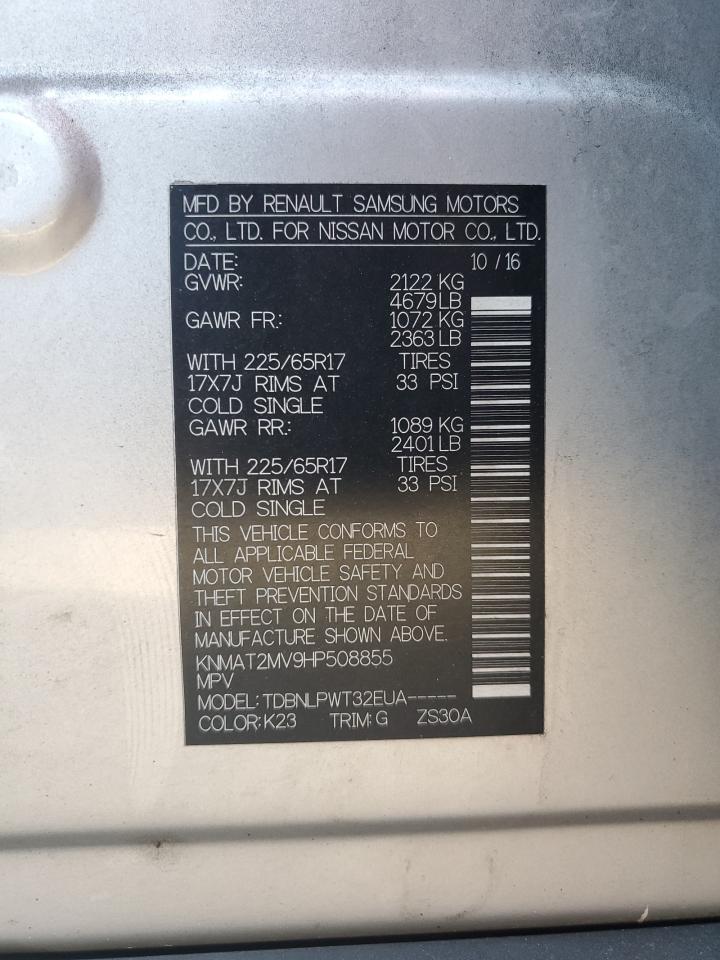 MFD BY RENAULT SAMSUNG MOTORS
CO., LTD. FOR NISSAN MOTOR CO., LTD.
DATE: 10 / 16
GVWR: 2122 KG
4679 LB
GAWR FR.: 1072 KG
2363 LB
WITH 225/65R17 TIRES
17X7J RIMS AT 33 PSI
COLD SINGLE
GAWR RR.: 1089 KG
2401 LB
WITH 225/65R17 TIRES
17X7J RIMS AT 33 PSI
COLD SINGLE
THIS VEHICLE CONFORMS TO
ALL APPLICABLE FEDERAL
MOTOR VEHICLE SAFETY AND
THEFT PREVENTION STANDARDS
IN EFFECT ON THE DATE OF
MANUFACTURE SHOWN ABOVE.
KNMAT2MV9HP508855
MPV
MODEL: TDBNLPWT32EUA-----
COLOR: K23 TRIM: G ZS30A